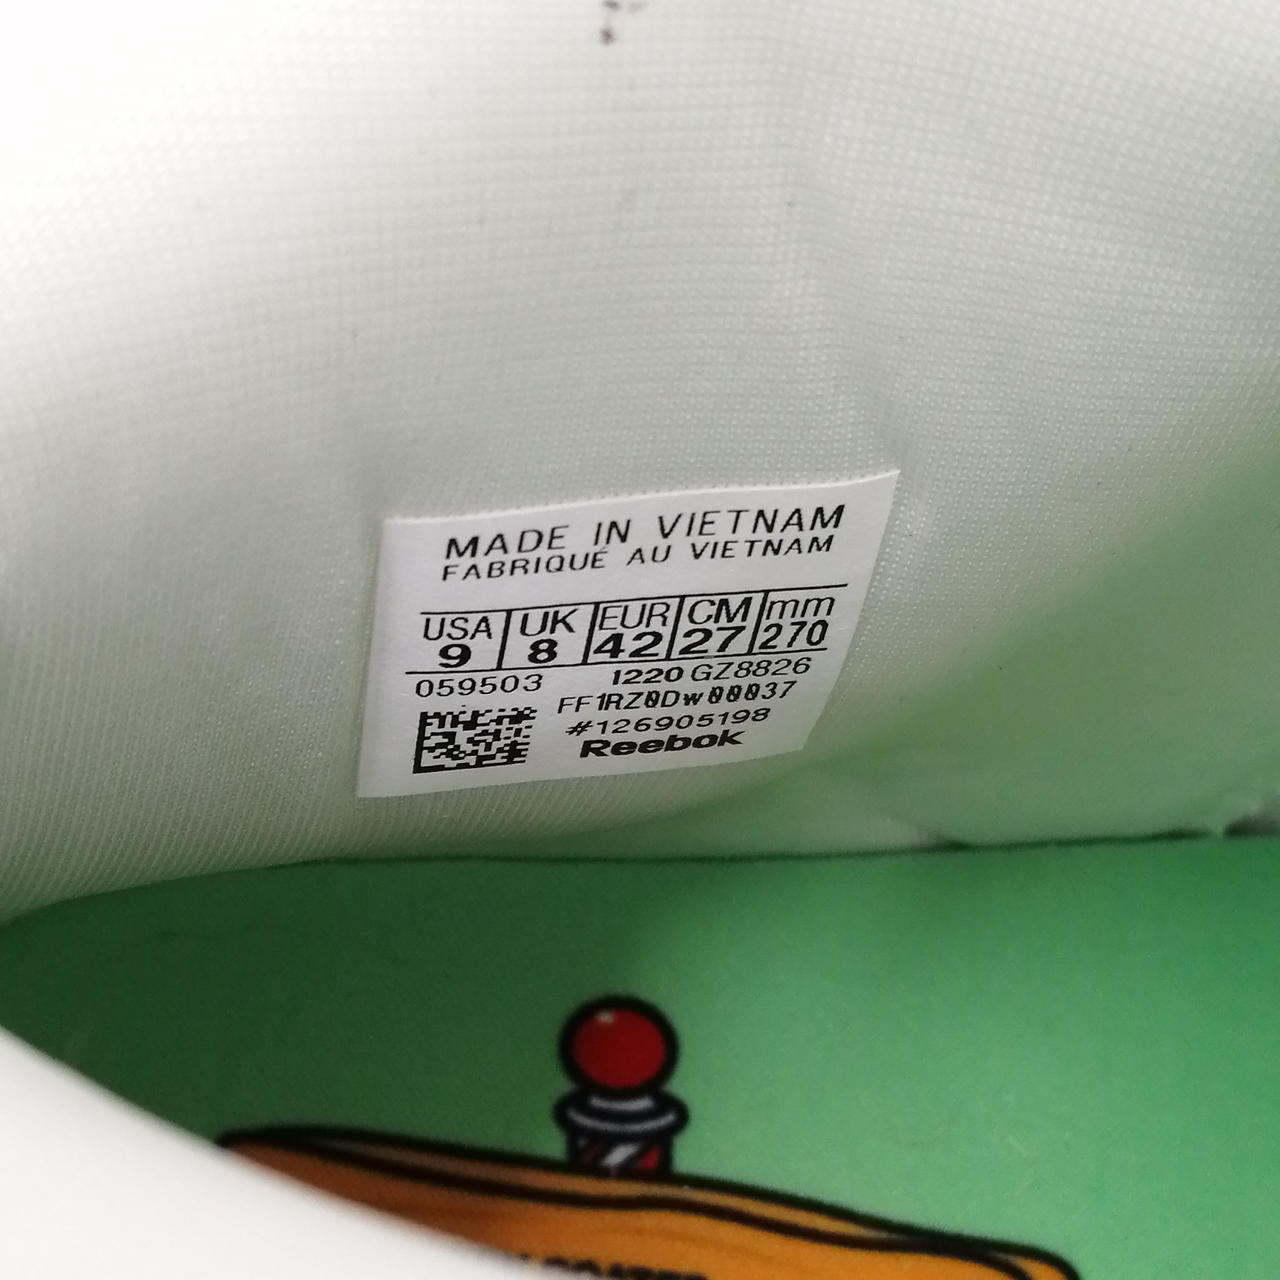 MADE IN VIETNAM
FABRIQUÉ AU VIETNAM
USA UK EUR CM mm
9 8 42 27 270
059503 1220 GZ8826
FF1RZ0Dw00037
#126905198
Reebok